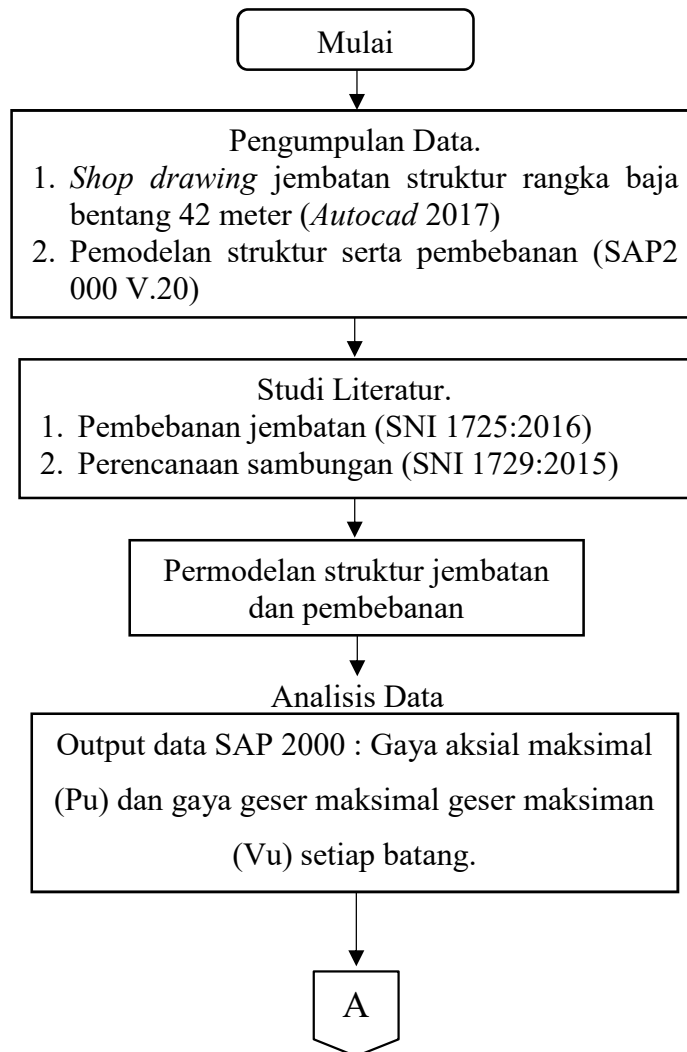 Mulai
Pengumpulan Data.
1. Shop drawing jembatan struktur rangka baja
bentang 42 meter (Autocad 2017)
2. Pemodelan struktur serta pembebanan (SAP2
000 V.20)
Studi Literatur.
1. Pembebanan jembatan (SNI 1725:2016)
2. Perencanaan sambungan (SNI 1729:2015)
Permodelan struktur jembatan
dan pembebanan
Analisis Data
Output data SAP 2000 : Gaya aksial maksimal
(Pu) dan gaya geser maksimal geser maksiman
(Vu) setiap batang.
A